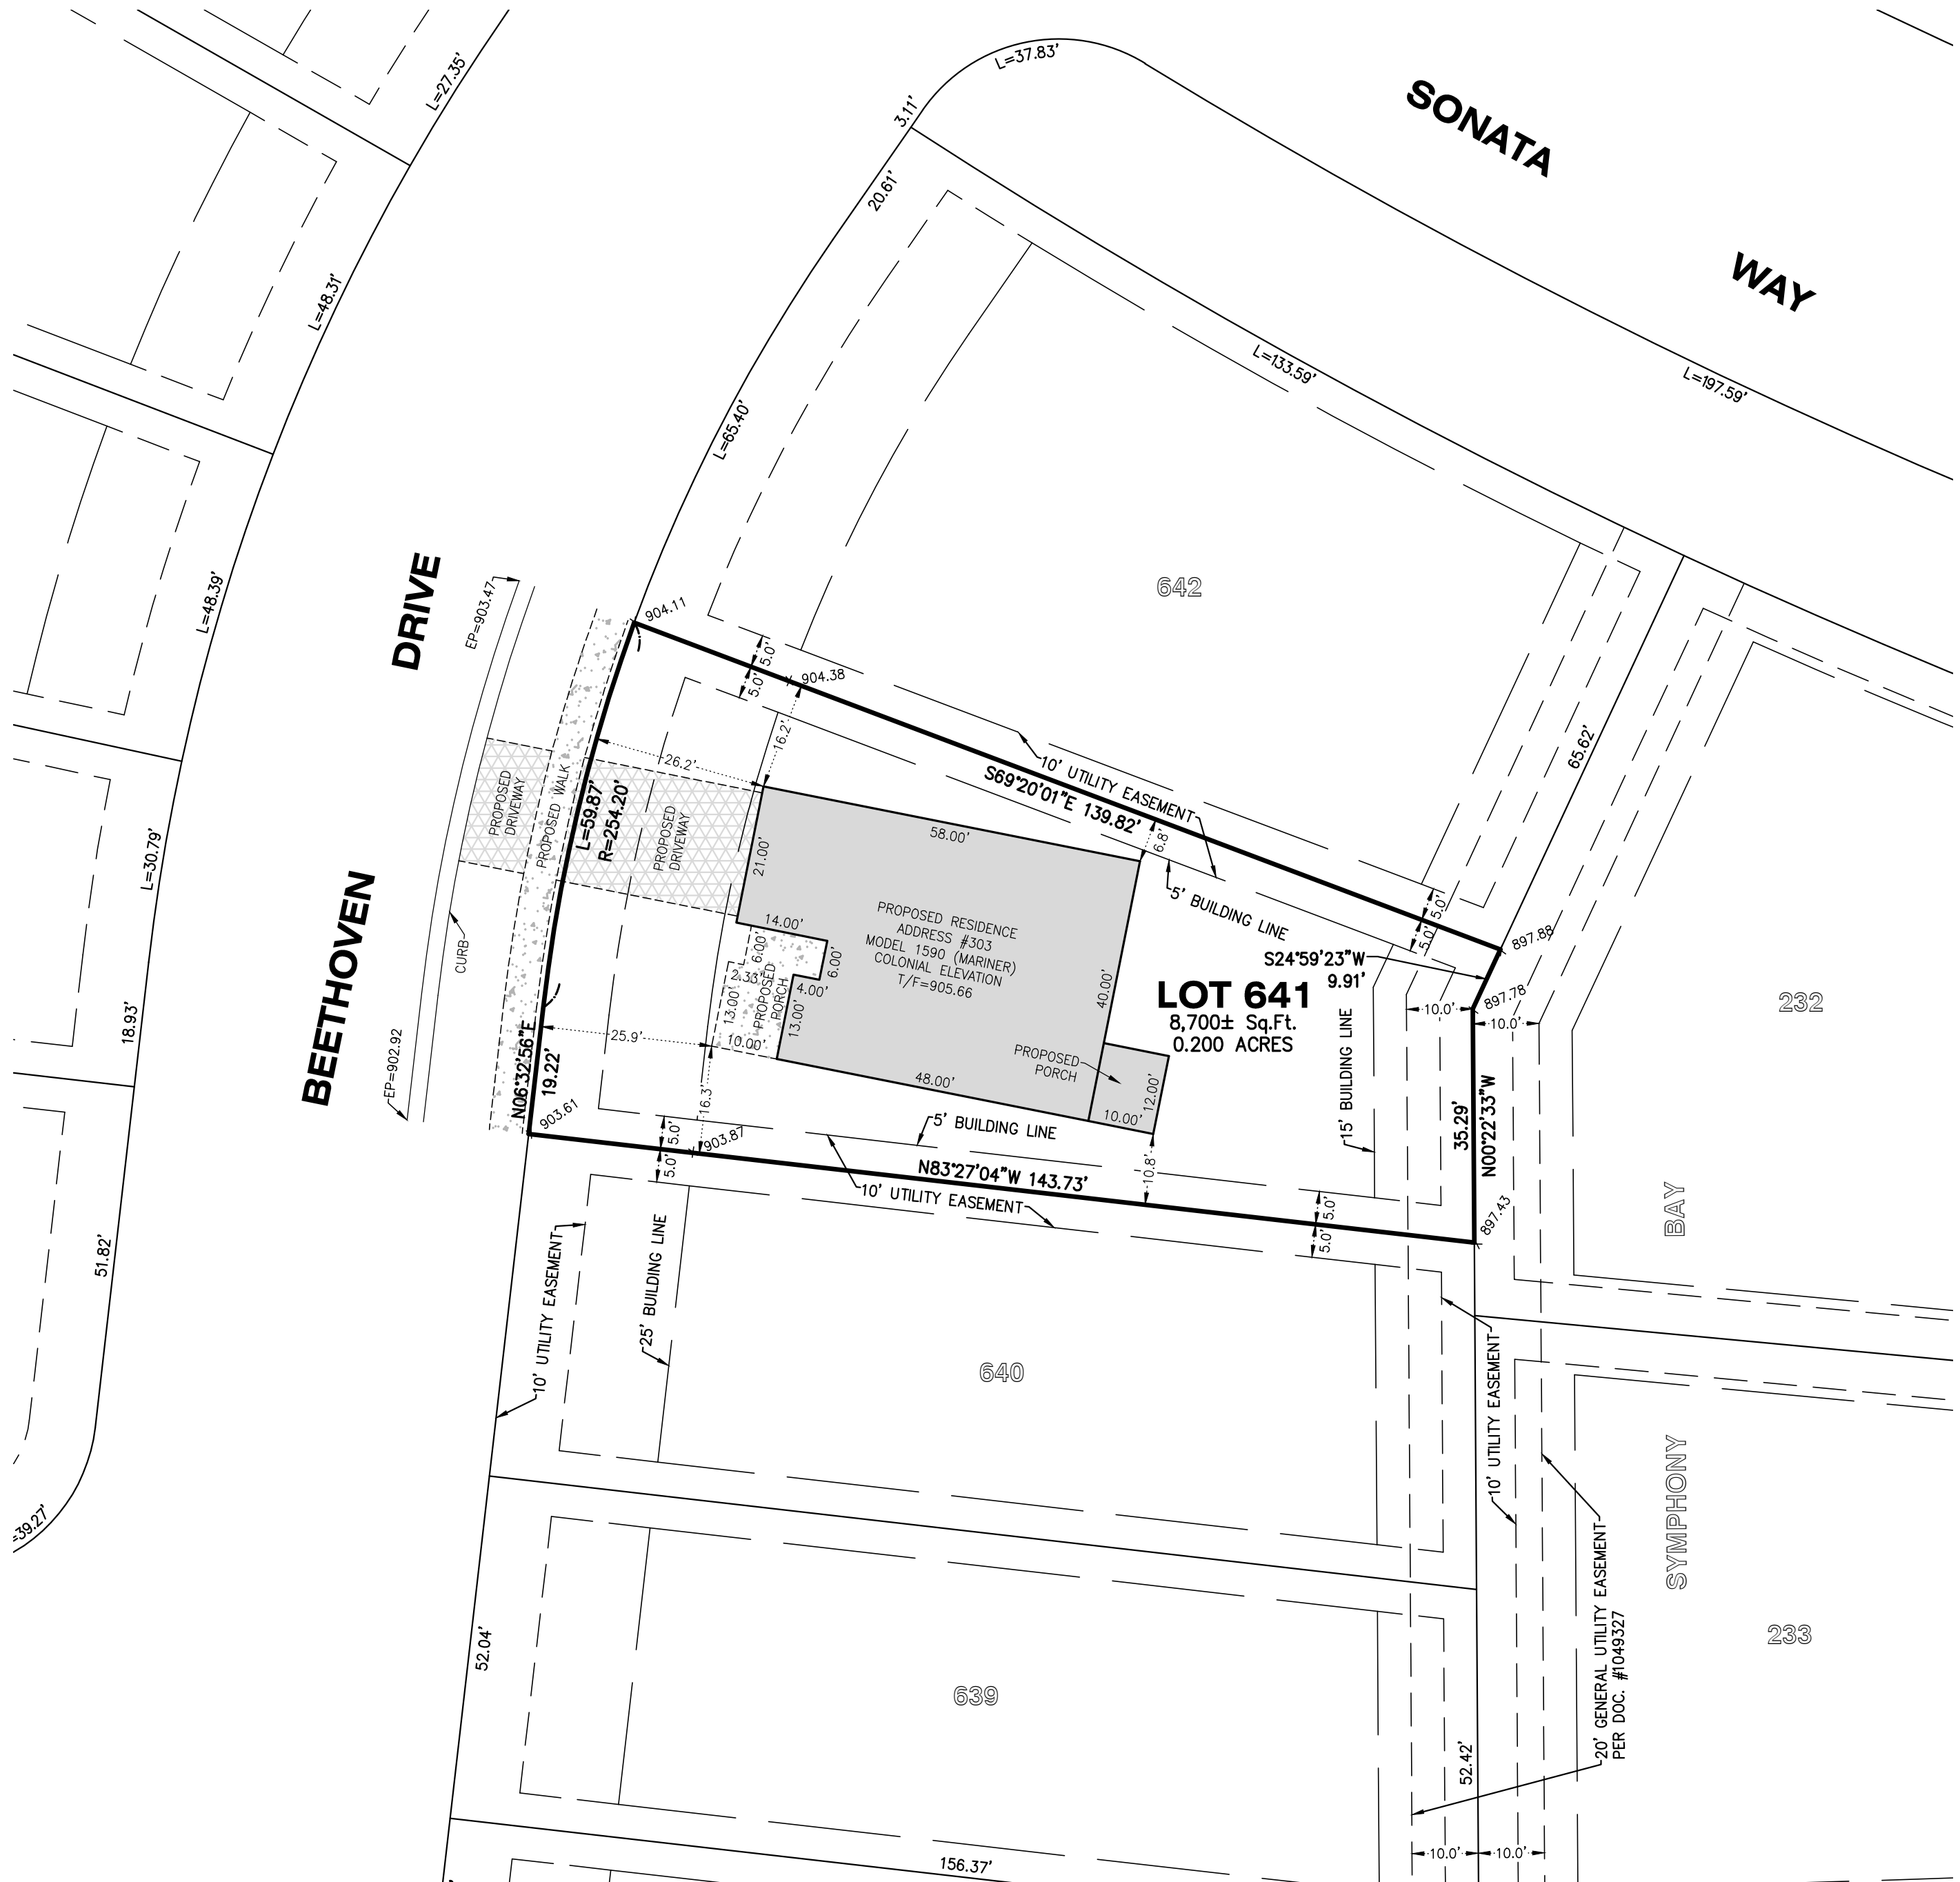 L=27.35'
L=37.83'
3.11'
SONATA
WAY
20.61'
L=48.31'
L=133.59'
L=197.59'
L=65.40'
L=48.39'
DRIVE
EP=903.47
642
904.11
5.0'
5.0'
904.38
16.2'
26.2'
65.62'
10' UTILITY EASEMENT
S69°20'01"E 139.82'
PROPOSED
DRIVEWAY
PROPOSED WALK
L=59.87'
R=254.20'
PROPOSED
DRIVEWAY
58.00'
21.00'
6.8'
5' BUILDING LINE
L=30.79'
BEETHOVEN
CURB
14.00'
6.00'
6.00'
2.33'
4.00'
13.00'
PROPOSED
PORCH
13.00'
10.00'
PROPOSED RESIDENCE
ADDRESS #303
MODEL 1590 (MARINER)
COLONIAL ELEVATION
T/F=905.66
40.00'
5.0'
5.0'
897.88
S24°59'23"W
9.91'
LOT 641
8,700± Sq.Ft.
0.200 ACRES
897.78
10.0'
10.0'
232
18.93'
25.9'
N06°32'56"E
19.22'
EP=902.92
903.61
48.00'
PROPOSED
PORCH
10.00'
12.00'
15' BUILDING LINE
35.29'
N00°22'33"W
16.3'
5.0'
5.0'
903.87
5' BUILDING LINE
N83°27'04"W 143.73'
10' UTILITY EASEMENT
10.8'
5.0'
5.0'
897.43
BAY
51.82'
10' UTILITY EASEMENT
25' BUILDING LINE
640
10' UTILITY EASEMENT
SYMPHONY
=39.27'
20' GENERAL UTILITY EASEMENT
PER DOC. #1049327
52.04'
639
233
52.42'
156.37'
10.0'
10.0'